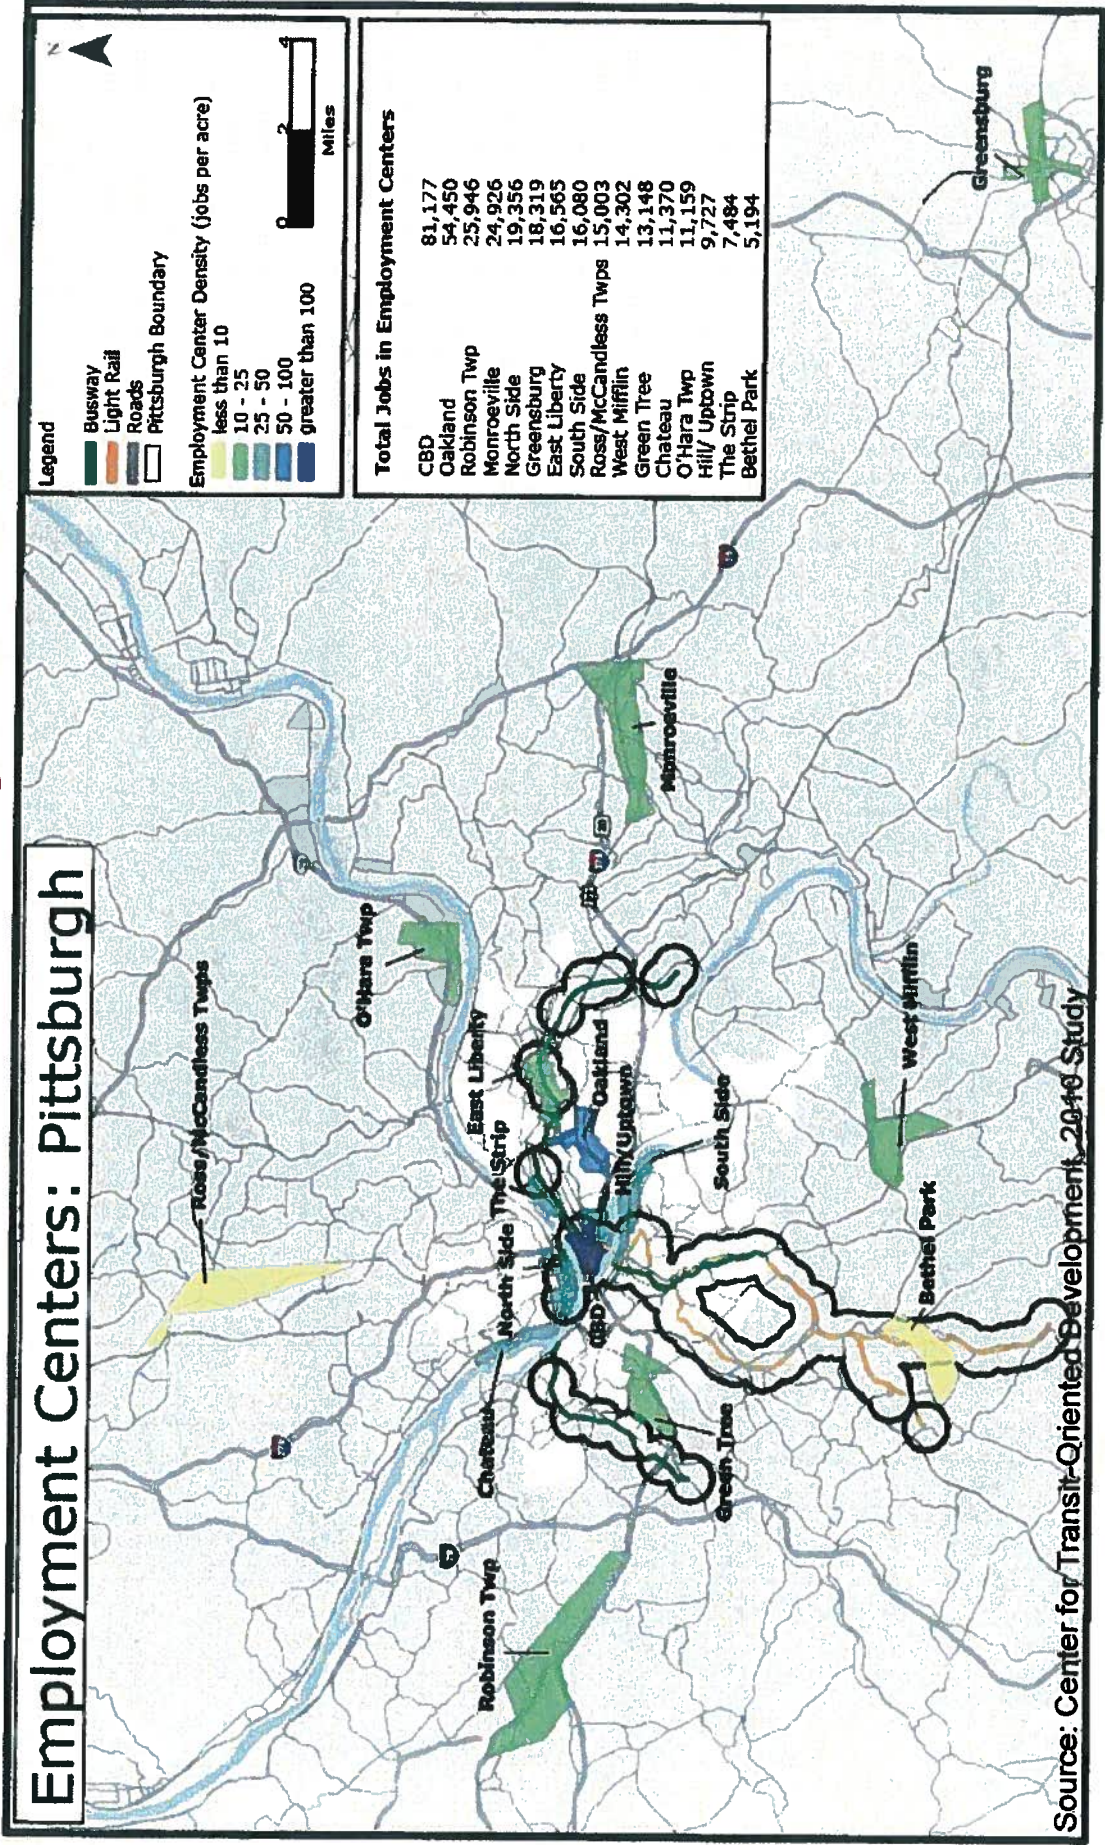 Employment Centers: Pittsburgh
Legend
Busway
Light Rail
Roads
Pittsburgh Boundary
Employment Center Density (jobs per acre)
less than 10
10 - 25
25 - 50
50 - 100
greater than 100
0 2 4
Miles
Total Jobs in Employment Centers
CBD 81,177
Oakland 54,450
Robinson Twp 25,946
Monroeville 24,926
North Side 19,356
Greensburg 18,319
East Liberty 16,565
South Side 16,080
Ross/McCandless Twps 15,003
West Mifflin 14,302
Green Tree 13,148
Chateau 11,370
O'Hara Twp 11,159
Hill/ Uptown 9,727
The Strip 7,484
Bethel Park 5,194
Ross/McCandless Twps
O'Hara Twp
East Liberty
The Strip
North Side
Chateau
Robinson Twp
CBD
Oakland
Hill/Uptown
Monroeville
South Side
Green Tree
West Mifflin
Bethel Park
Greensburg
Source: Center for Transit-Oriented Development, 2010 Study